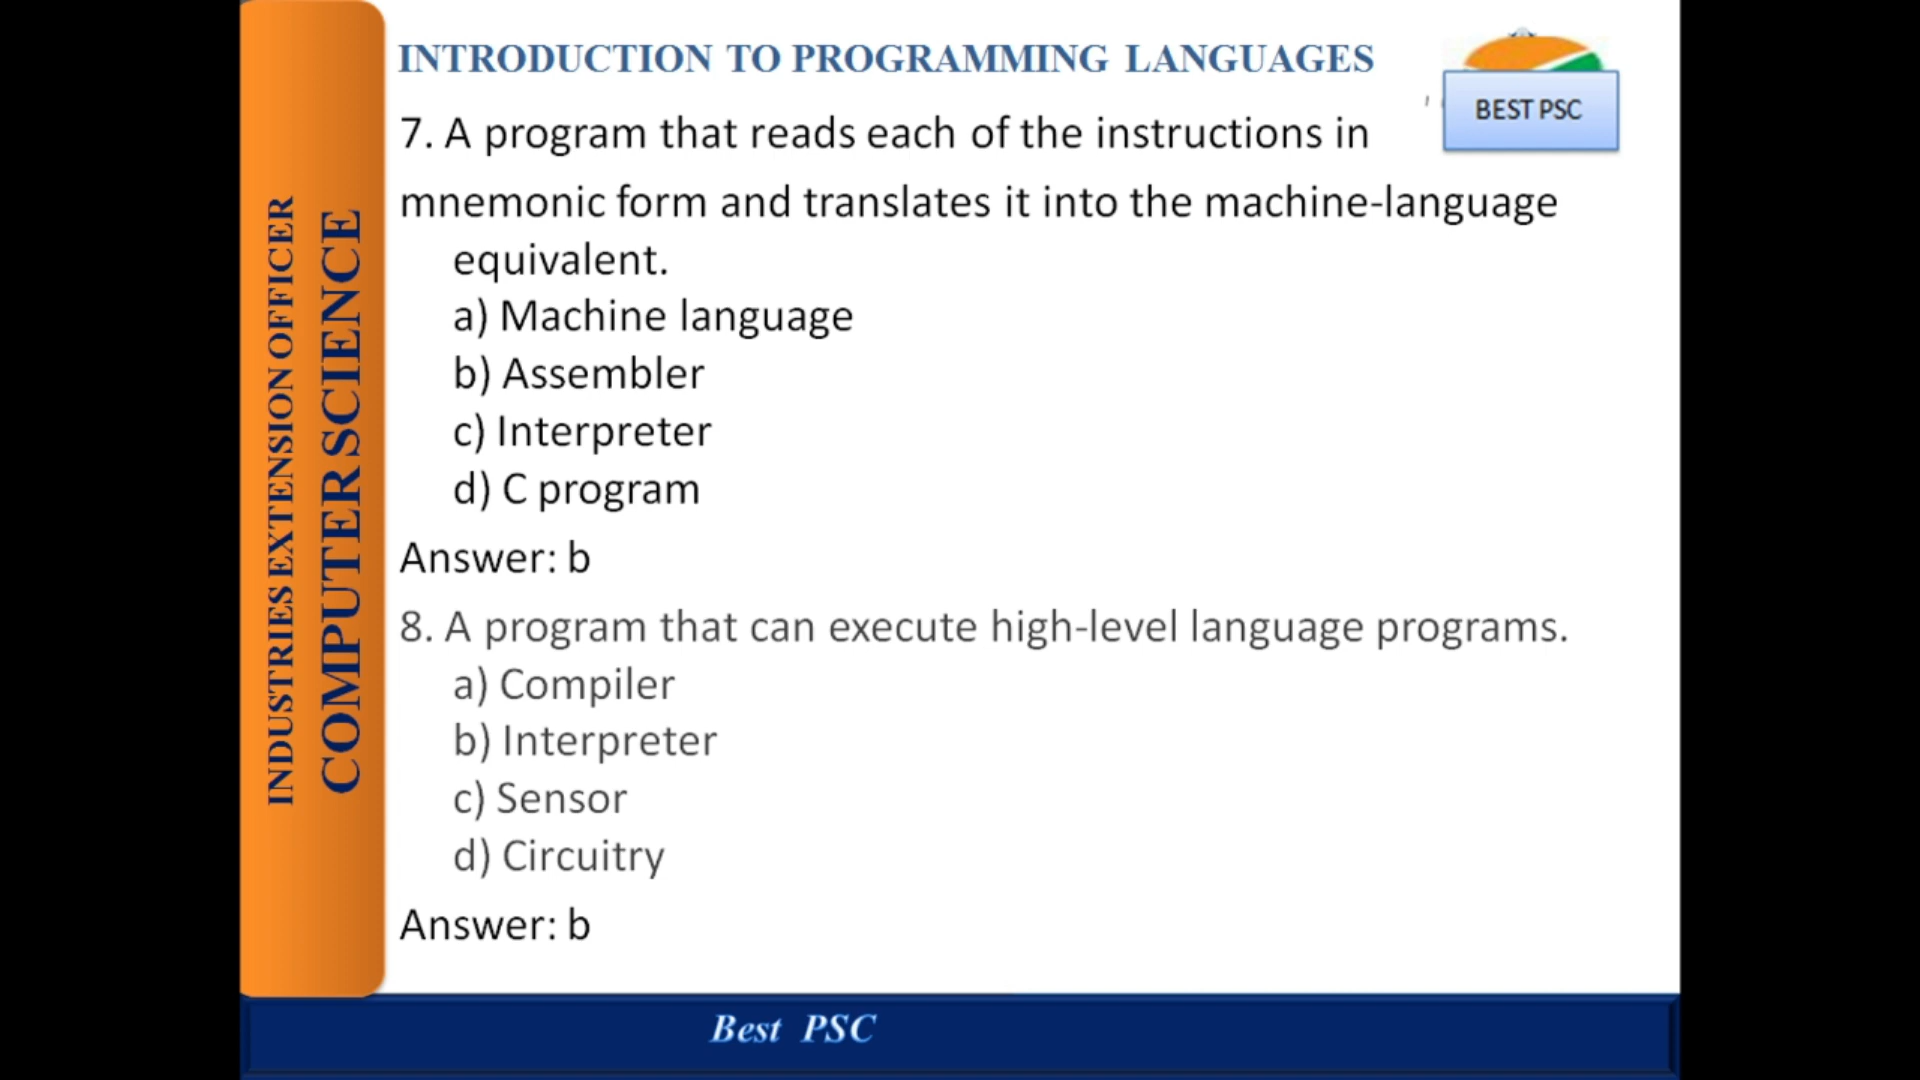 INTRODUCTION TO PROGRAMMING LANGUAGES
BEST PSC
7. A program that reads each of the instructions in
mnemonic form and translates it into the machine-language
equivalent.
a) Machine language
b) Assembler
c) Interpreter
d) C program
Answer: b
8. A program that can execute high-level language programs.
a) Compiler
b) Interpreter
c) Sensor
d) Circuitry
Answer: b
INDUSTRIES EXTENSION OFFICER
COMPUTER SCIENCE
Best PSC